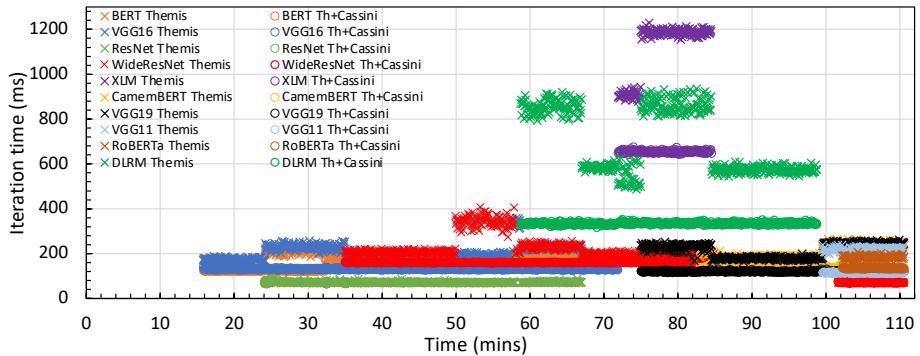 Iteration time (ms)
1200
1000
800
600
400
200
0
BERT Themis
BERT Th+Cassini
VGG16 Themis
VGG16 Th+Cassini
ResNet Themis
ResNet Th+Cassini
WideResNet Themis
WideResNet Th+Cassini
XLM Themis
XLM Th+Cassini
CamemBERT Themis
CamemBERT Th+Cassini
VGG19 Themis
VGG19 Th+Cassini
VGG11 Themis
VGG11 Th+Cassini
RoBERTa Themis
RoBERTa Th+Cassini
DLRM Themis
DLRM Th+Cassini
0 10 20 30 40 50 60 70 80 90 100 110
Time (mins)